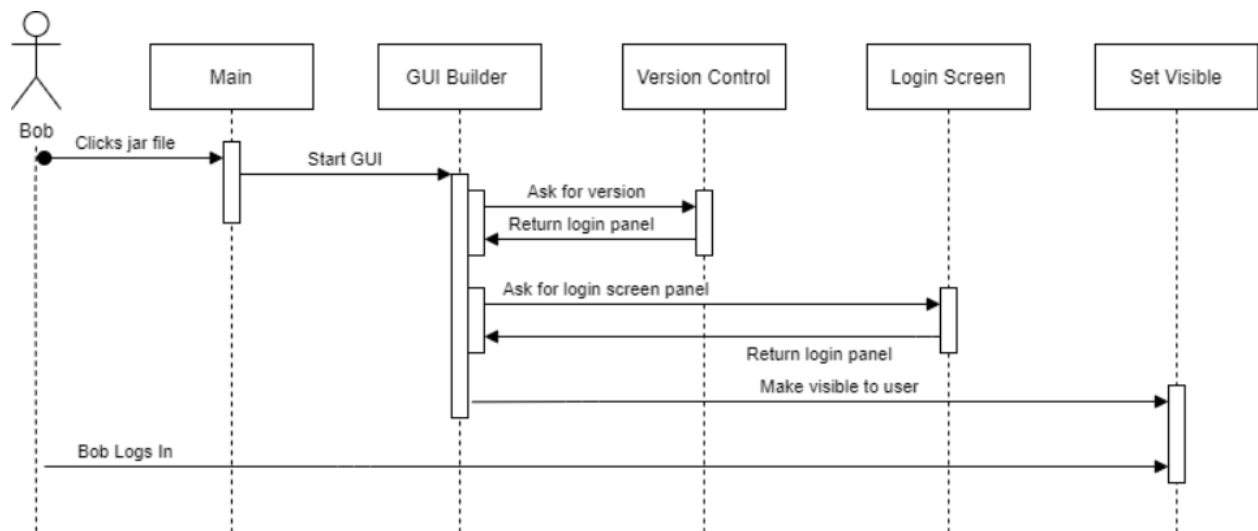 Main
GUI Builder
Version Control
Login Screen
Set Visible
Bob
Clicks jar file
Start GUI
Ask for version
Return login panel
Ask for login screen panel
Return login panel
Make visible to user
Bob Logs In